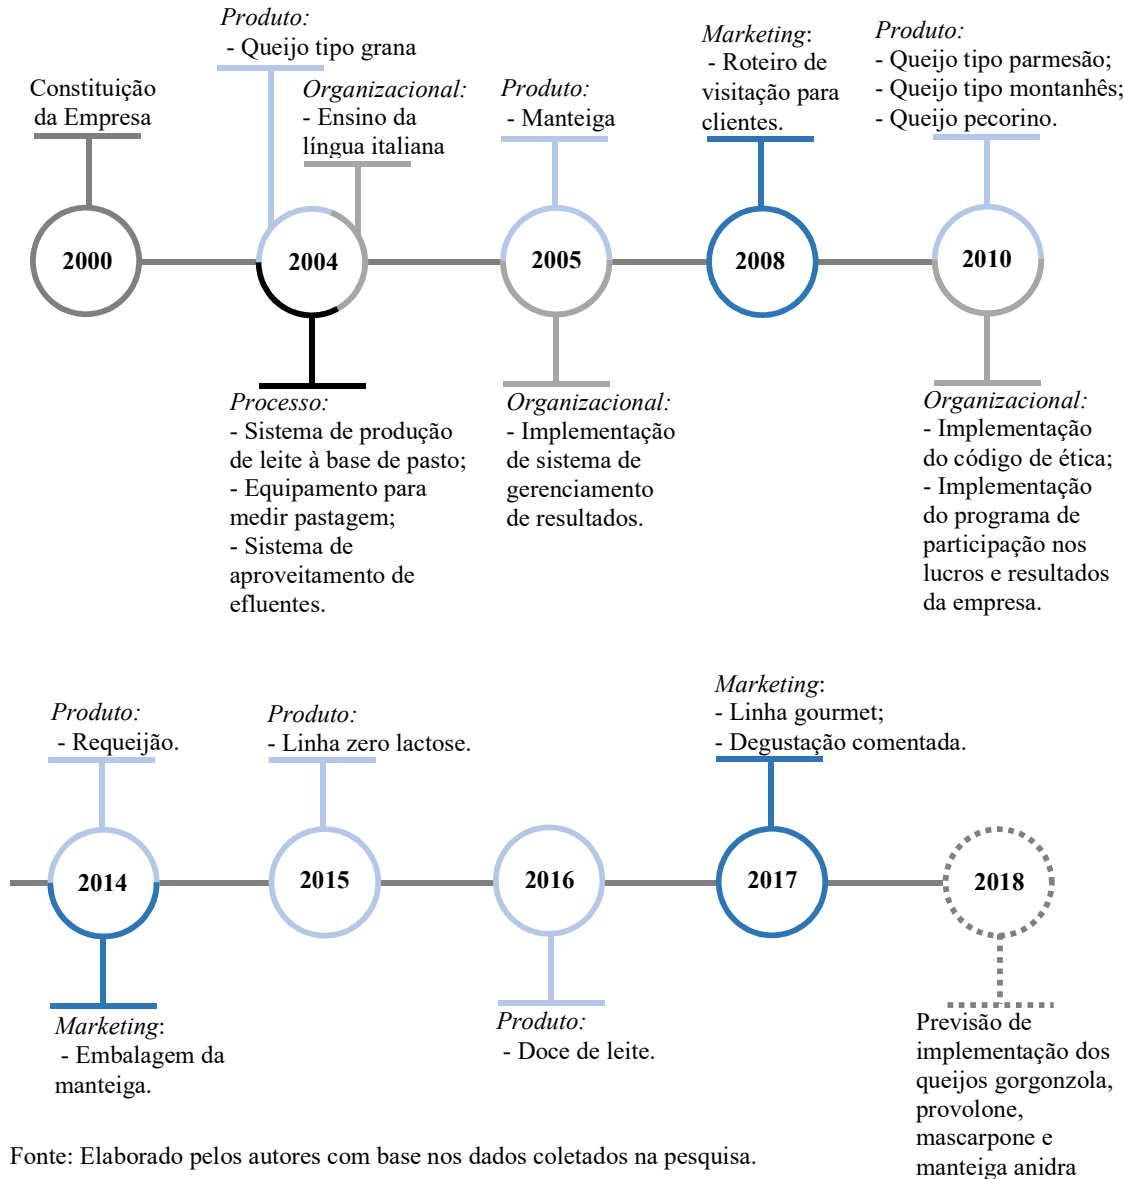 Constituição
da Empresa
2000
Produto:
- Queijo tipo grana
Organizacional:
- Ensino da
língua italiana
2004
Processo:
- Sistema de produção
de leite à base de pasto;
- Equipamento para
medir pastagem;
- Sistema de
aproveitamento de
efluentes.
Produto:
- Manteiga
2005
Organizacional:
- Implementação
de sistema de
gerenciamento
de resultados.
Marketing:
- Roteiro de
visitação para
clientes.
2008
Produto:
- Queijo tipo parmesão;
- Queijo tipo montanhês;
- Queijo pecorino.
2010
Organizacional:
- Implementação
do código de ética;
- Implementação
do programa de
participação nos
lucros e resultados
da empresa.
Produto:
- Requeijão.
2014
Marketing:
- Embalagem da
manteiga.
Produto:
- Linha zero lactose.
2015
2016
Produto:
- Doce de leite.
Marketing:
- Linha gourmet;
- Degustação comentada.
2017
2018
Previsão de
implementação dos
queijos gorgonzola,
provolone,
mascarpone e
manteiga anidra
Fonte: Elaborado pelos autores com base nos dados coletados na pesquisa.